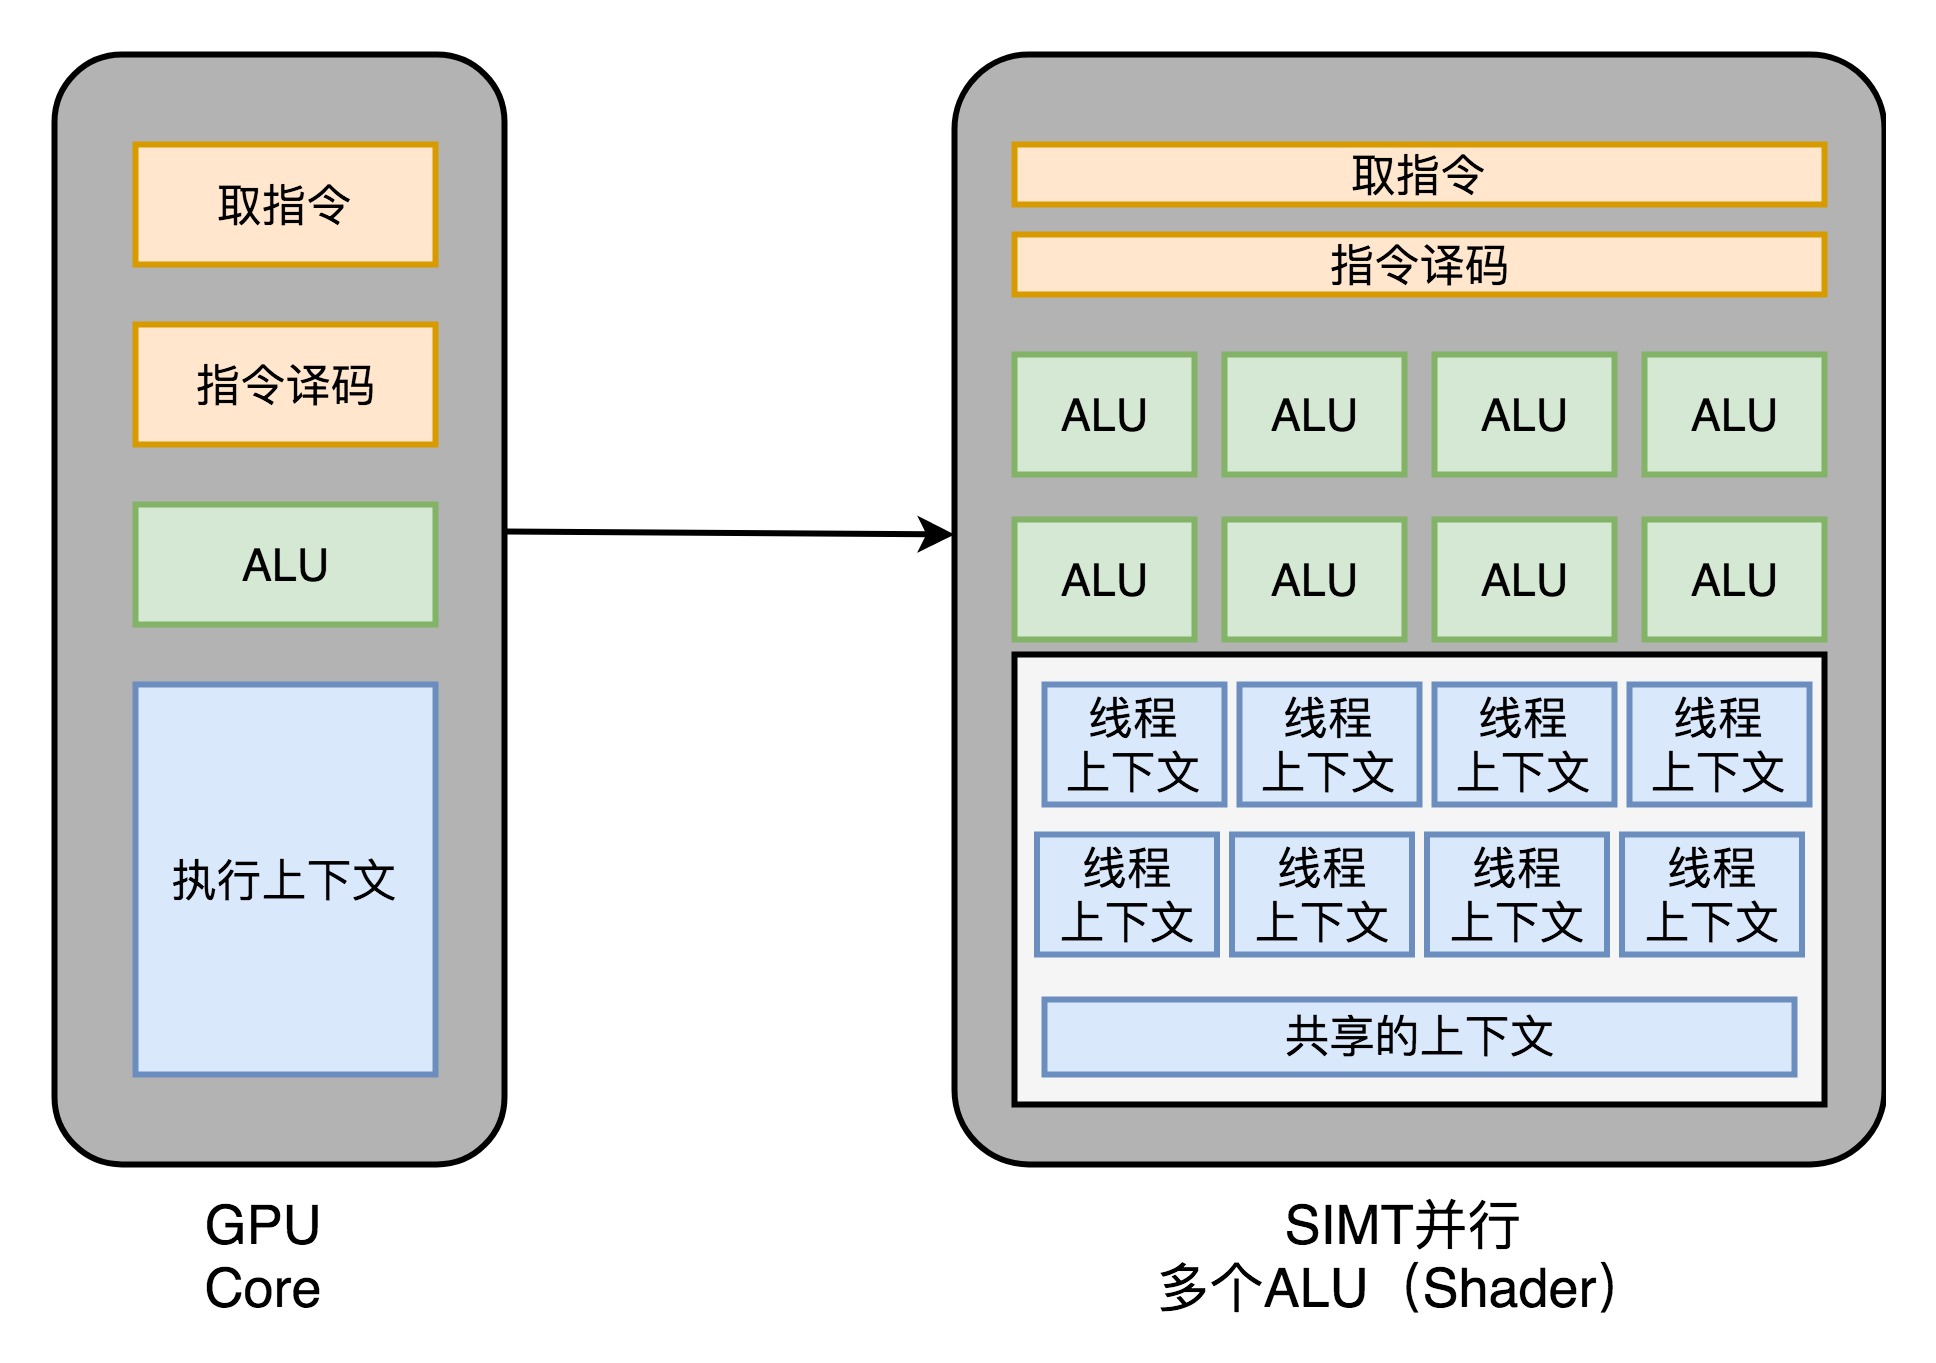 取指令
指令译码
ALU
执行上下文
GPU
Core
取指令
指令译码
ALU ALU ALU ALU
ALU ALU ALU ALU
线程 线程 线程 线程
上下文 上下文 上下文 上下文
线程 线程 线程 线程
上下文 上下文 上下文 上下文
共享的上下文
SIMT并行
多个ALU（Shader）